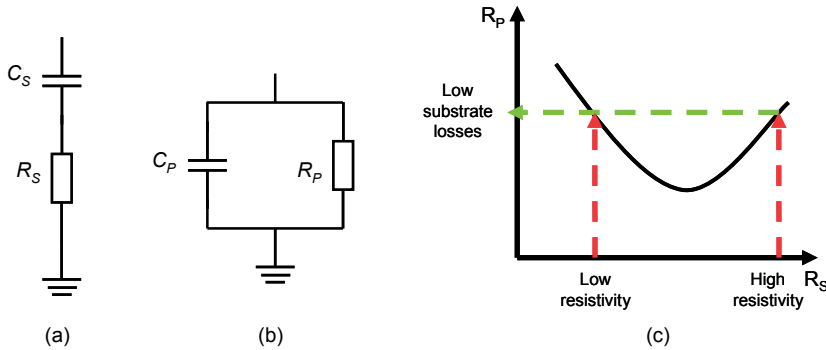 C_S
R_S
(a)
C_P
R_P
(b)
R_P
Low
substrate
losses
Low
resistivity
High
resistivity
R_S
(c)